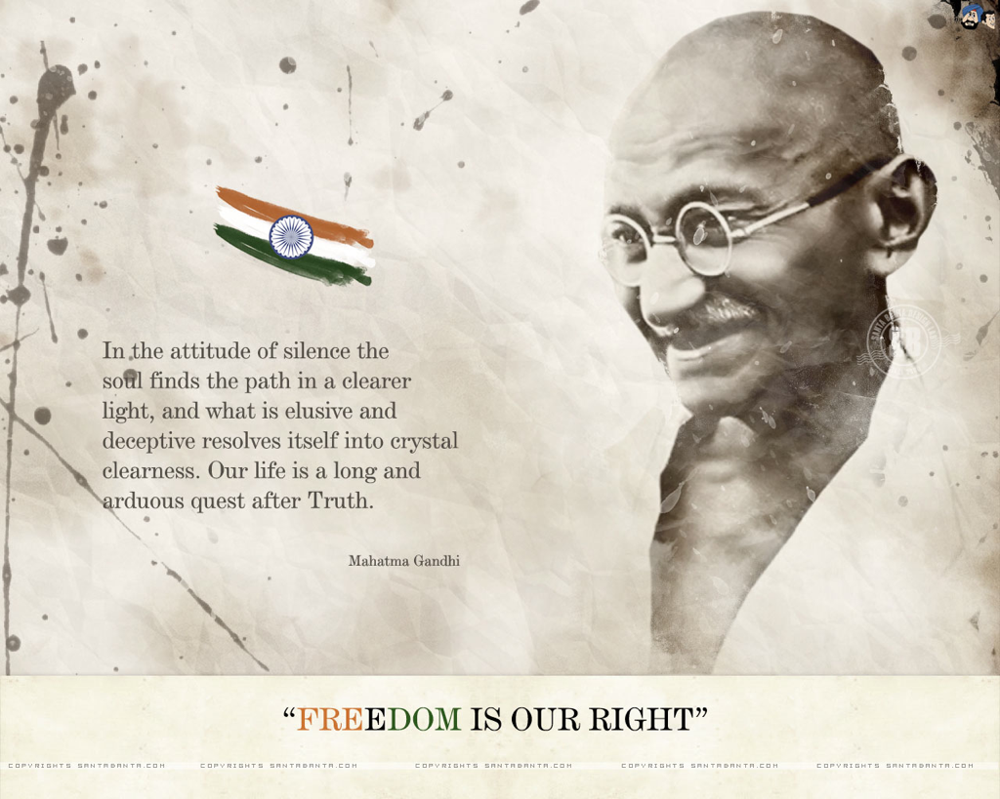 In the attitude of silence the
soul finds the path in a clearer
light, and what is elusive and
deceptive resolves itself into crystal
clearness. Our life is a long and
arduous quest after Truth.
Mahatma Gandhi
“FREEDOM IS OUR RIGHT”
COPYRIGHTS SANTABANTA.COM COPYRIGHTS SANTABANTA.COM COPYRIGHTS SANTABANTA.COM COPYRIGHTS SANTABANTA.COM COPYRIGHTS SANTABANTA.COM